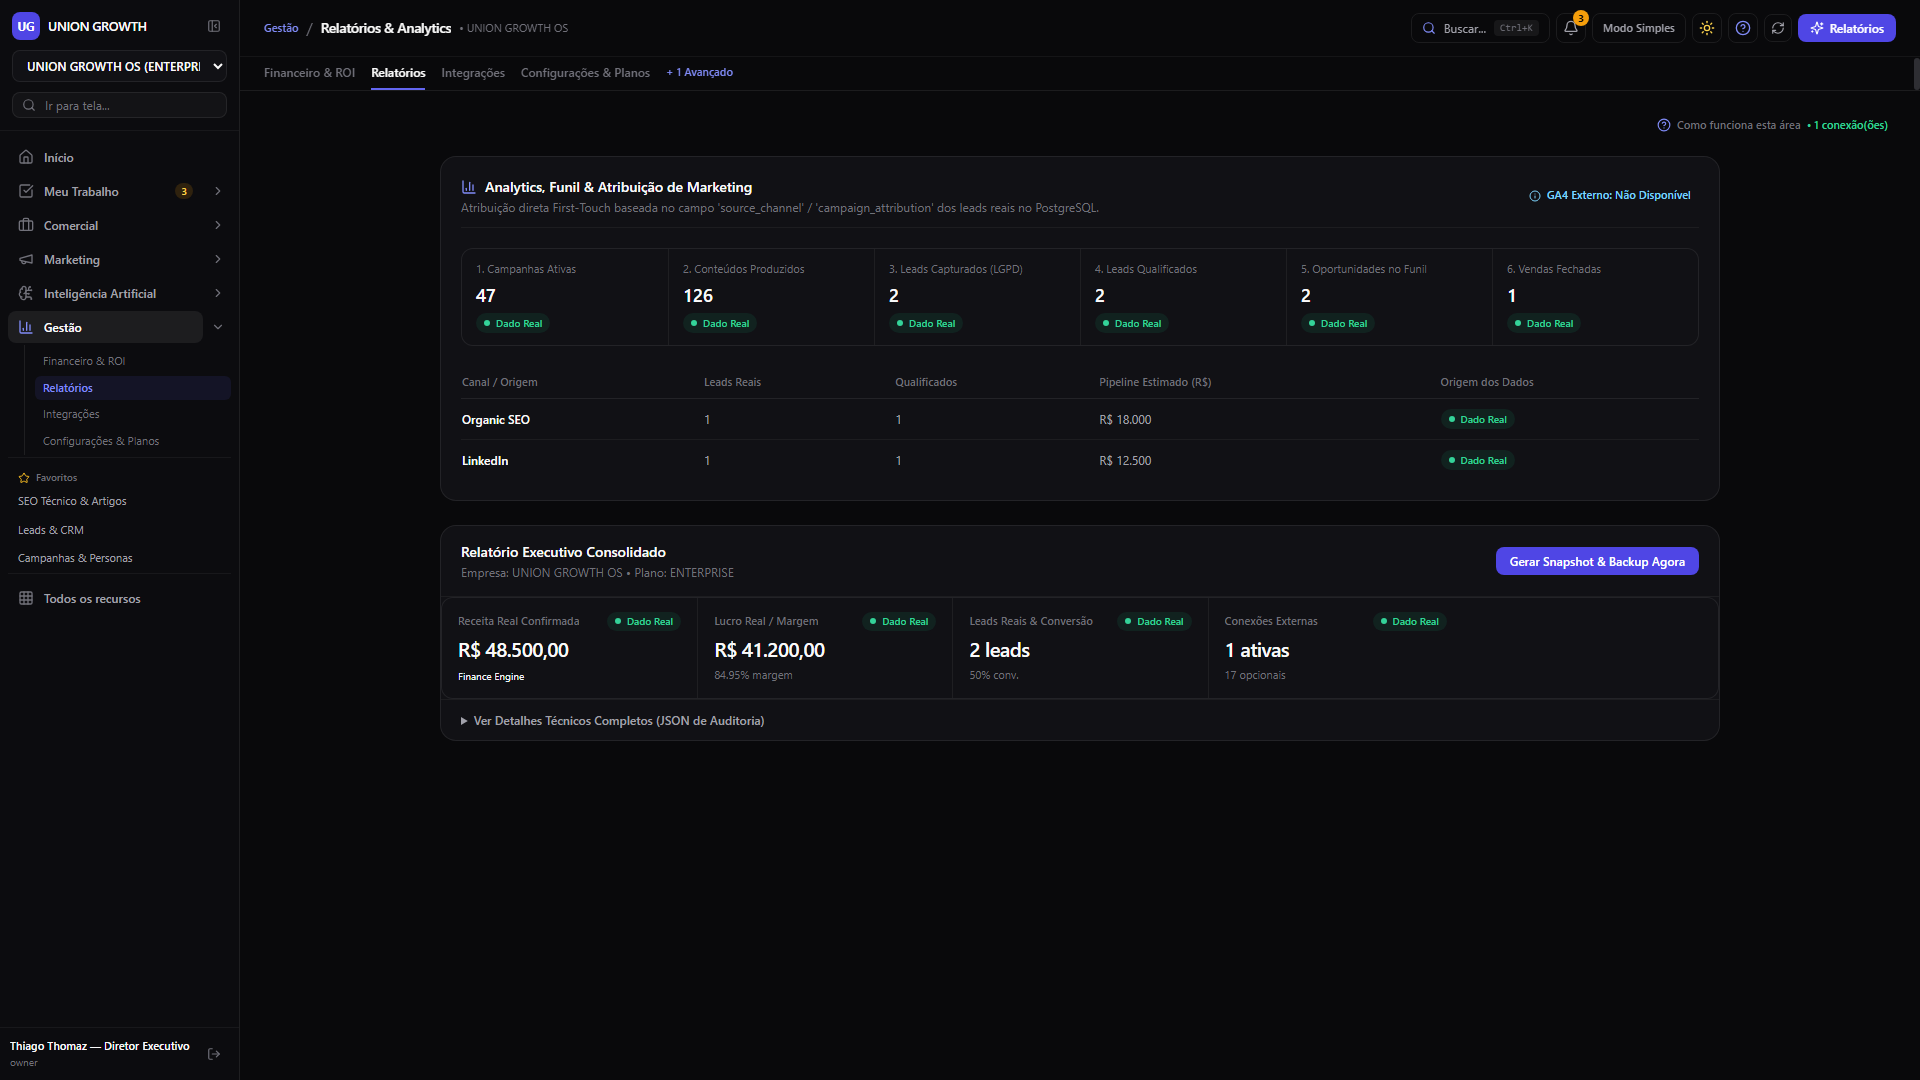 UG UNION GROWTH
UNION GROWTH OS (ENTERPRI
Ir para tela...
Início
Meu Trabalho 3
Comercial
Marketing
Inteligência Artificial
Gestão
Financeiro & ROI
Relatórios
Integrações
Configurações & Planos
Favoritos
SEO Técnico & Artigos
Leads & CRM
Campanhas & Personas
Todos os recursos
Thiago Thomaz — Diretor Executivo
owner
Gestão / Relatórios & Analytics • UNION GROWTH OS
Buscar... Ctrl+K
3
Modo Simples
Relatórios
Financeiro & ROI Relatórios Integrações Configurações & Planos + 1 Avançado
Como funciona esta área • 1 conexão(ões)
Analytics, Funil & Atribuição de Marketing
Atribuição direta First-Touch baseada no campo 'source_channel' / 'campaign_attribution' dos leads reais no PostgreSQL.
GA4 Externo: Não Disponível
1. Campanhas Ativas
47
Dado Real
2. Conteúdos Produzidos
126
Dado Real
3. Leads Capturados (LGPD)
2
Dado Real
4. Leads Qualificados
2
Dado Real
5. Oportunidades no Funil
2
Dado Real
6. Vendas Fechadas
1
Dado Real
Canal / Origem Leads Reais Qualificados Pipeline Estimado (R$) Origem dos Dados
Organic SEO 1 1 R$ 18.000 Dado Real
LinkedIn 1 1 R$ 12.500 Dado Real
Relatório Executivo Consolidado
Empresa: UNION GROWTH OS • Plano: ENTERPRISE
Gerar Snapshot & Backup Agora
Receita Real Confirmada Dado Real
R$ 48.500,00
Finance Engine
Lucro Real / Margem Dado Real
R$ 41.200,00
84.95% margem
Leads Reais & Conversão Dado Real
2 leads
50% conv.
Conexões Externas Dado Real
1 ativas
17 opcionais
Ver Detalhes Técnicos Completos (JSON de Auditoria)